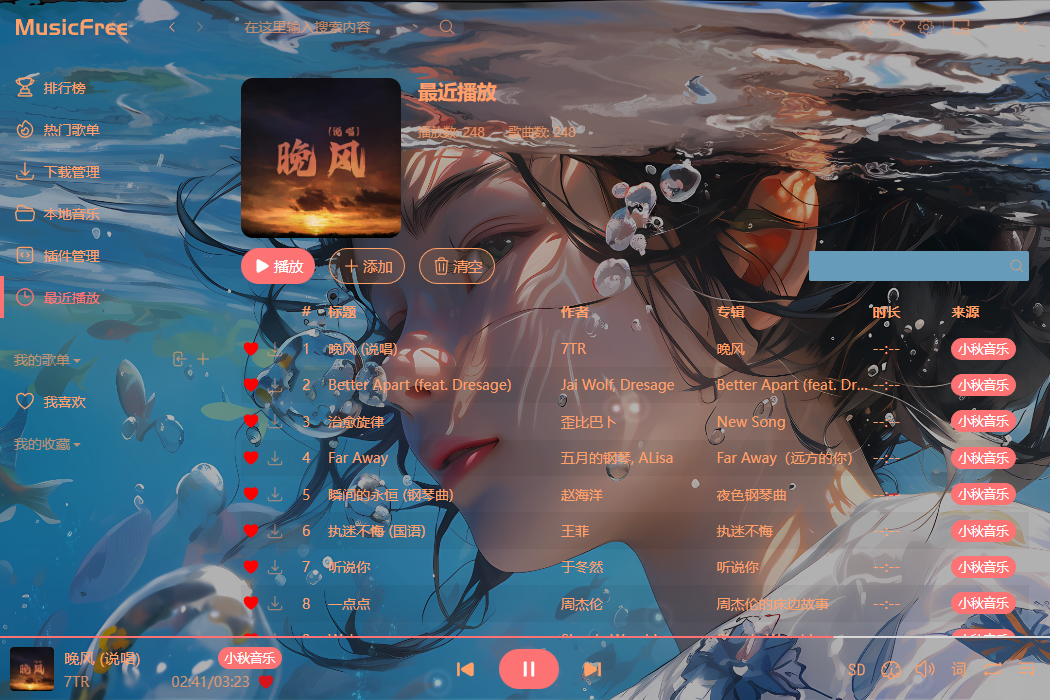 MusicFree
在这里输入搜索内容
排行榜
热门歌单
下载管理
本地音乐
插件管理
最近播放
我的歌单
我喜欢
我的收藏
(说唱)
晚风
最近播放
播放数: 248 歌曲数: 248
播放 添加 清空
# 标题 作者 专辑 时长 来源
1 晚风 (说唱) 7TR 晚风 --:-- 小秋音乐
2 Better Apart (feat. Dresage) Jai Wolf, Dresage Better Apart (feat. Dr... --:-- 小秋音乐
3 治愈旋律 歪比巴卜 New Song --:-- 小秋音乐
4 Far Away 五月的钢琴, ALisa Far Away（远方的你） --:-- 小秋音乐
5 瞬间的永恒 (钢琴曲) 赵海洋 夜色钢琴曲 --:-- 小秋音乐
6 执迷不悔 (国语) 王菲 执迷不悔 --:-- 小秋音乐
7 听说你 于冬然 听说你 --:-- 小秋音乐
8 一点点 周杰伦 周杰伦的床边故事 --:-- 小秋音乐
晚风
晚风 (说唱) 小秋音乐
7TR 02:41/03:23
SD 词